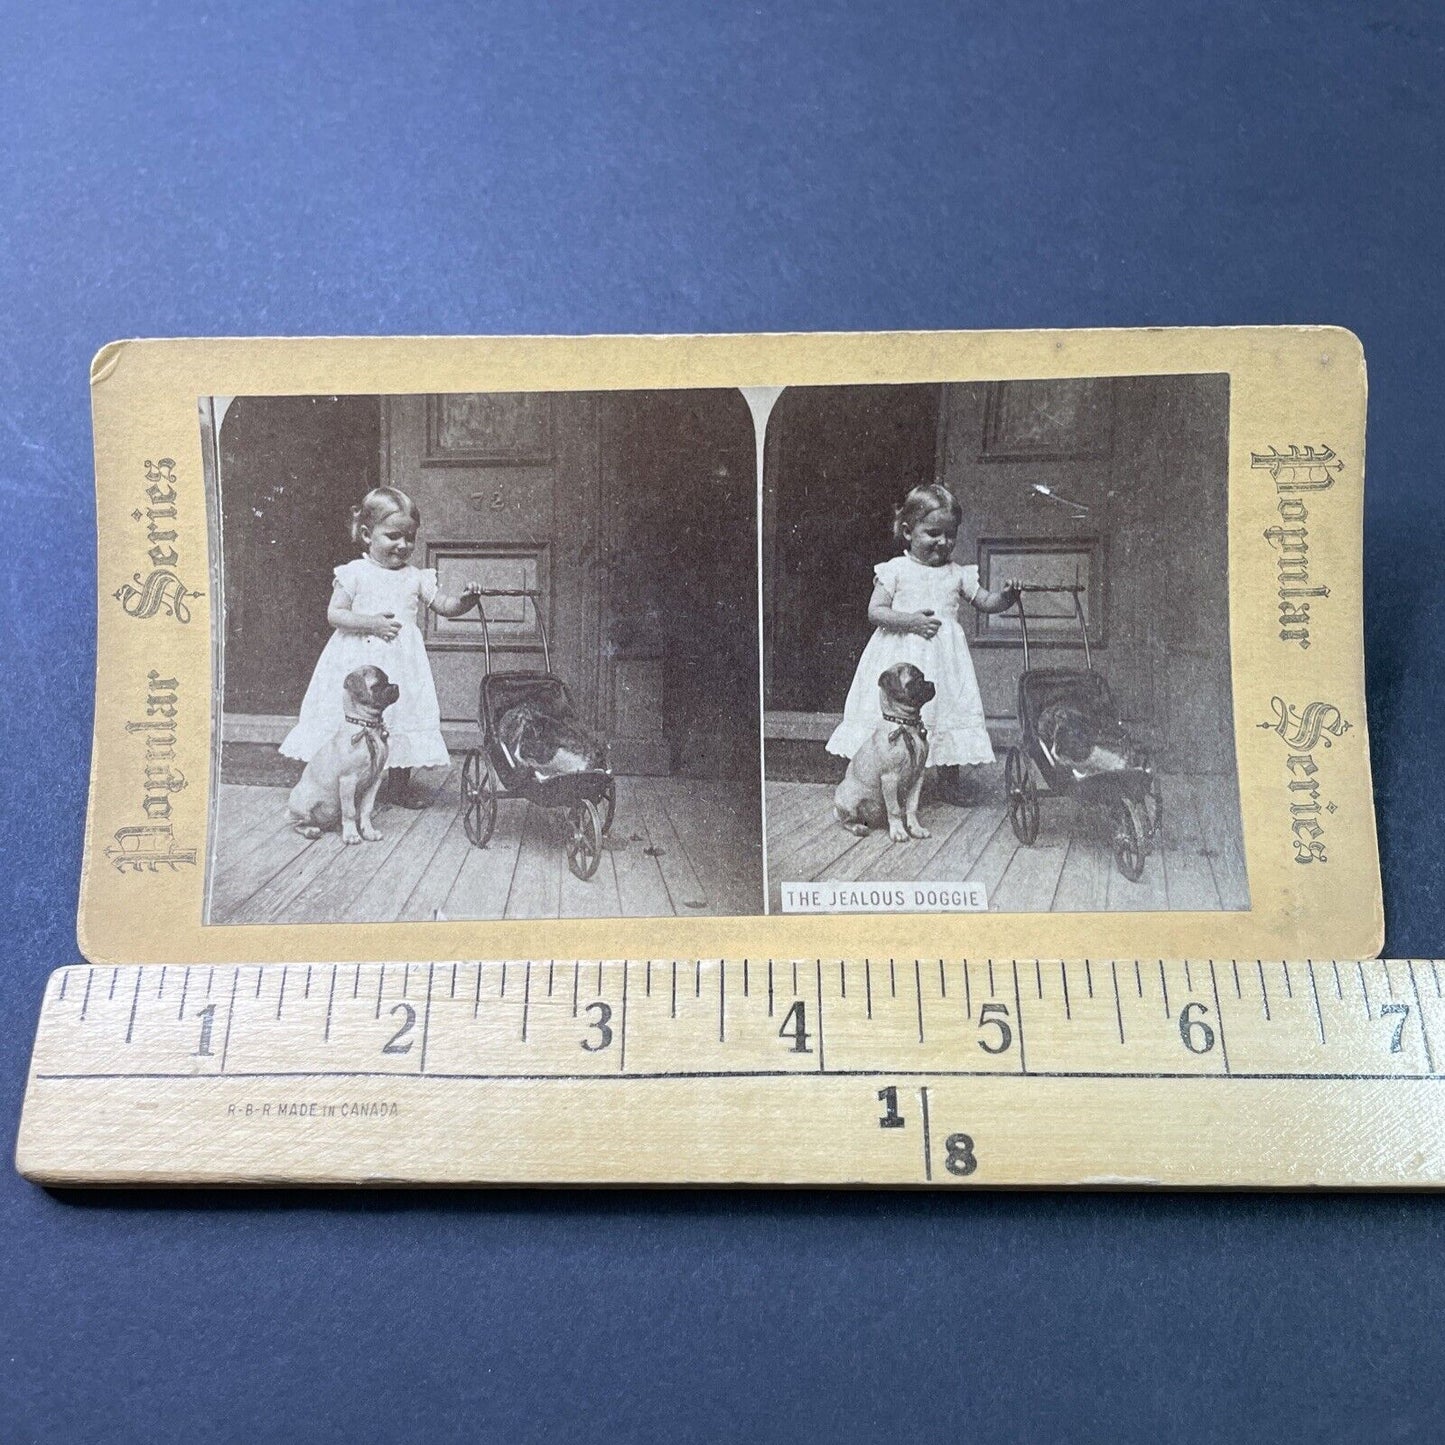 Popular Series
72
THE JEALOUS DOGGIE
Popular Series
1 2 3 4 5 6 7
R-B-R MADE IN CANADA
1
8